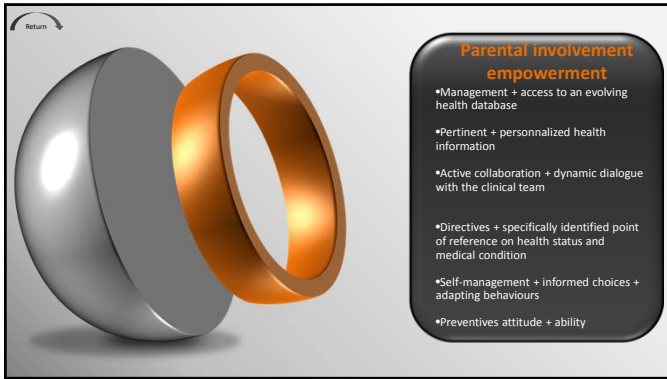 Return
Parental involvement
empowerment
•Management + access to an evolving
health database
•Pertinent + personnalized health
information
•Active collaboration + dynamic dialogue
with the clinical team
•Directives + specifically identified point
of reference on health status and
medical condition
•Self-management + informed choices +
adapting behaviours
•Preventives attitude + ability